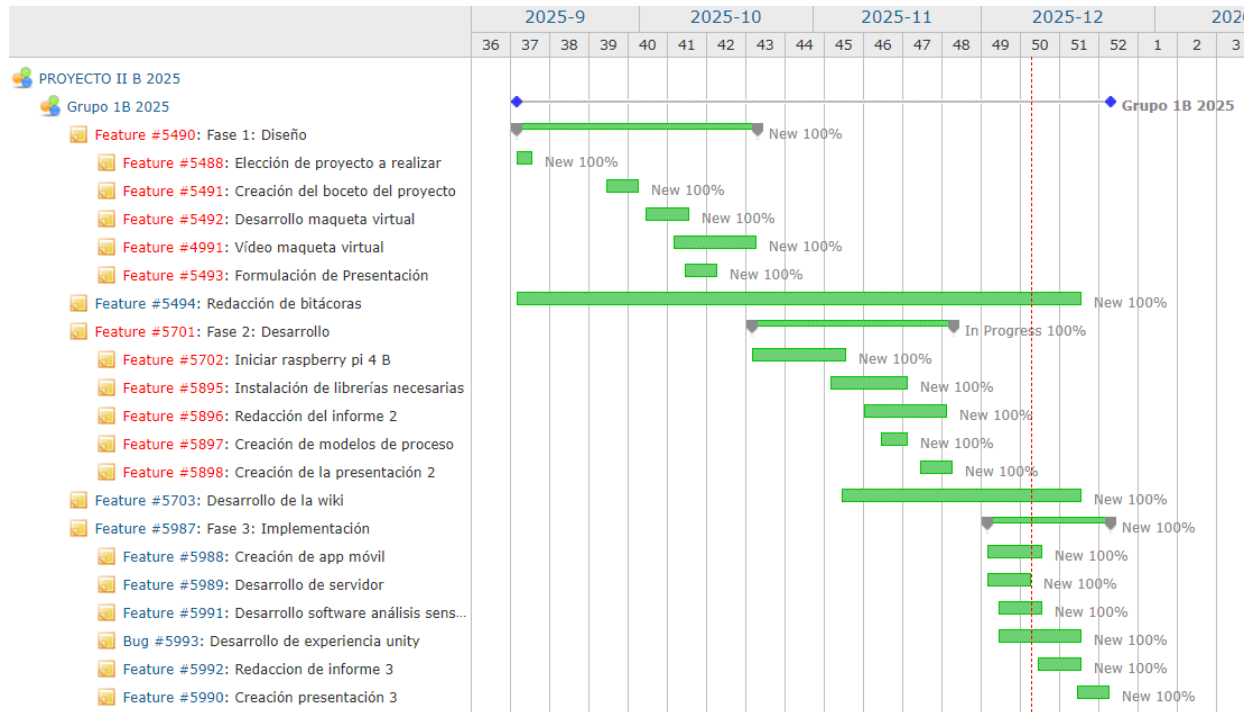 2025-9 2025-10 2025-11 2025-12 202
36 37 38 39 40 41 42 43 44 45 46 47 48 49 50 51 52 1 2 3
PROYECTO II B 2025
Grupo 1B 2025 Grupo 1B 2025
Feature #5490: Fase 1: Diseño New 100%
Feature #5488: Elección de proyecto a realizar New 100%
Feature #5491: Creación del boceto del proyecto New 100%
Feature #5492: Desarrollo maqueta virtual New 100%
Feature #4991: Vídeo maqueta virtual New 100%
Feature #5493: Formulación de Presentación New 100%
Feature #5494: Redacción de bitácoras New 100%
Feature #5701: Fase 2: Desarrollo In Progress 100%
Feature #5702: Iniciar raspberry pi 4 B New 100%
Feature #5895: Instalación de librerías necesarias New 100%
Feature #5896: Redacción del informe 2 New 100%
Feature #5897: Creación de modelos de proceso New 100%
Feature #5898: Creación de la presentación 2 New 100%
Feature #5703: Desarrollo de la wiki New 100%
Feature #5987: Fase 3: Implementación New 100%
Feature #5988: Creación de app móvil New 100%
Feature #5989: Desarrollo de servidor New 100%
Feature #5991: Desarrollo software análisis sens... New 100%
Bug #5993: Desarrollo de experiencia unity New 100%
Feature #5992: Redaccion de informe 3 New 100%
Feature #5990: Creación presentación 3 New 100%